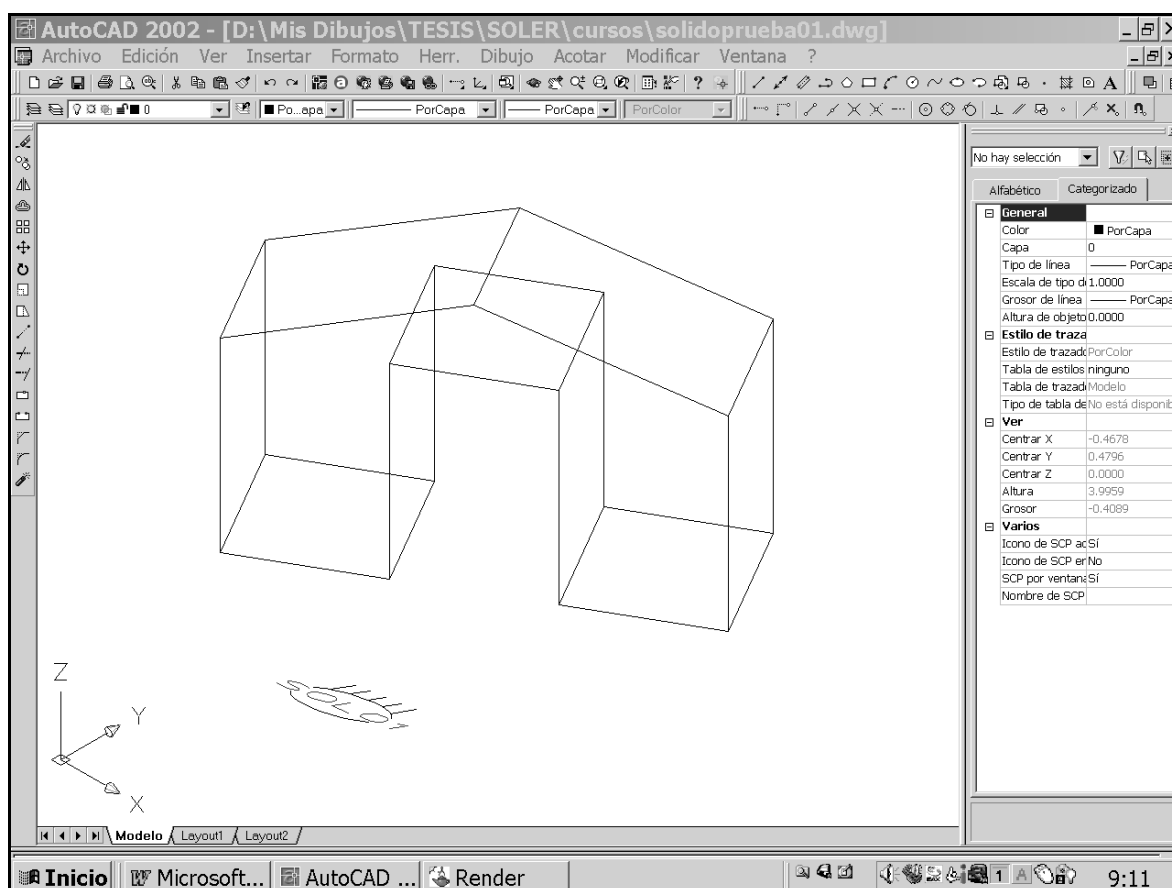 AutoCAD 2002 - [D:\Mis Dibujos\TESIS\SOLER\cursos\solidoprueba01.dwg]
Archivo Edición Ver Insertar Formato Herr. Dibujo Acotar Modificar Ventana ?
0 Po...apa PorCapa PorCapa PorColor
No hay selección
Alfabético Categorizado
General
Color PorCapa
Capa 0
Tipo de línea PorCapa
Escala de tipo d 1.0000
Grosor de línea PorCapa
Altura de objeto 0.0000
Estilo de traza
Estilo de trazado PorColor
Tabla de estilos ninguno
Tabla de trazad Modelo
Tipo de tabla de No está disponib
Ver
Centrar X -0.4678
Centrar Y 0.4796
Centrar Z 0.0000
Altura 3.9959
Grosor -0.4089
Varios
Icono de SCP ac Sí
Icono de SCP en No
SCP por ventana Sí
Nombre de SCP
Z
Y
X
Modelo Layout1 Layout2
Inicio Microsoft... AutoCAD ... Render 9:11